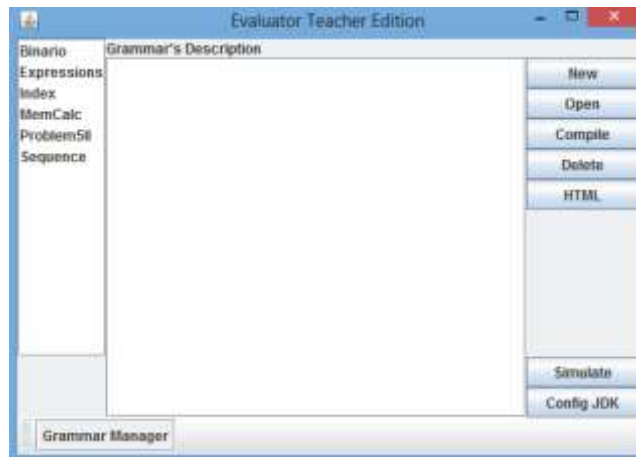 Evaluator Teacher Edition
Binario
Expressions
Index
MemCalc
Problem50
Sequence
Grammar's Description
New
Open
Compile
Delete
HTML
Simulate
Config JDK
Grammar Manager